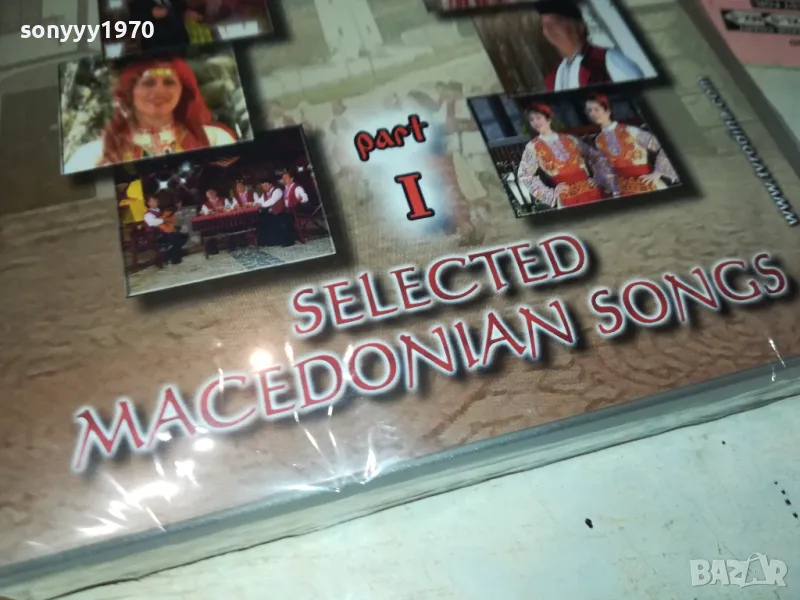 sonyyy1970
part
I
SELECTED
MACEDONIAN SONGS
BAZAR